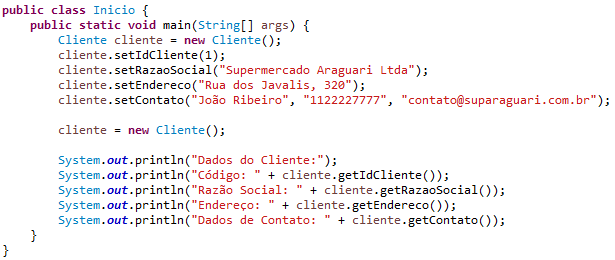 public class Inicio {
    public static void main(String[] args) {
        Cliente cliente = new Cliente();
        cliente.setIdCliente(1);
        cliente.setRazaoSocial("Supermercado Araguari Ltda");
        cliente.setEndereco("Rua dos Javalis, 320");
        cliente.setContato("João Ribeiro", "1122227777", "contato@suparaguari.com.br");

        cliente = new Cliente();

        System.out.println("Dados do Cliente:");
        System.out.println("Código: " + cliente.getIdCliente());
        System.out.println("Razão Social: " + cliente.getRazaoSocial());
        System.out.println("Endereço: " + cliente.getEndereco());
        System.out.println("Dados de Contato: " + cliente.getContato());
    }
}